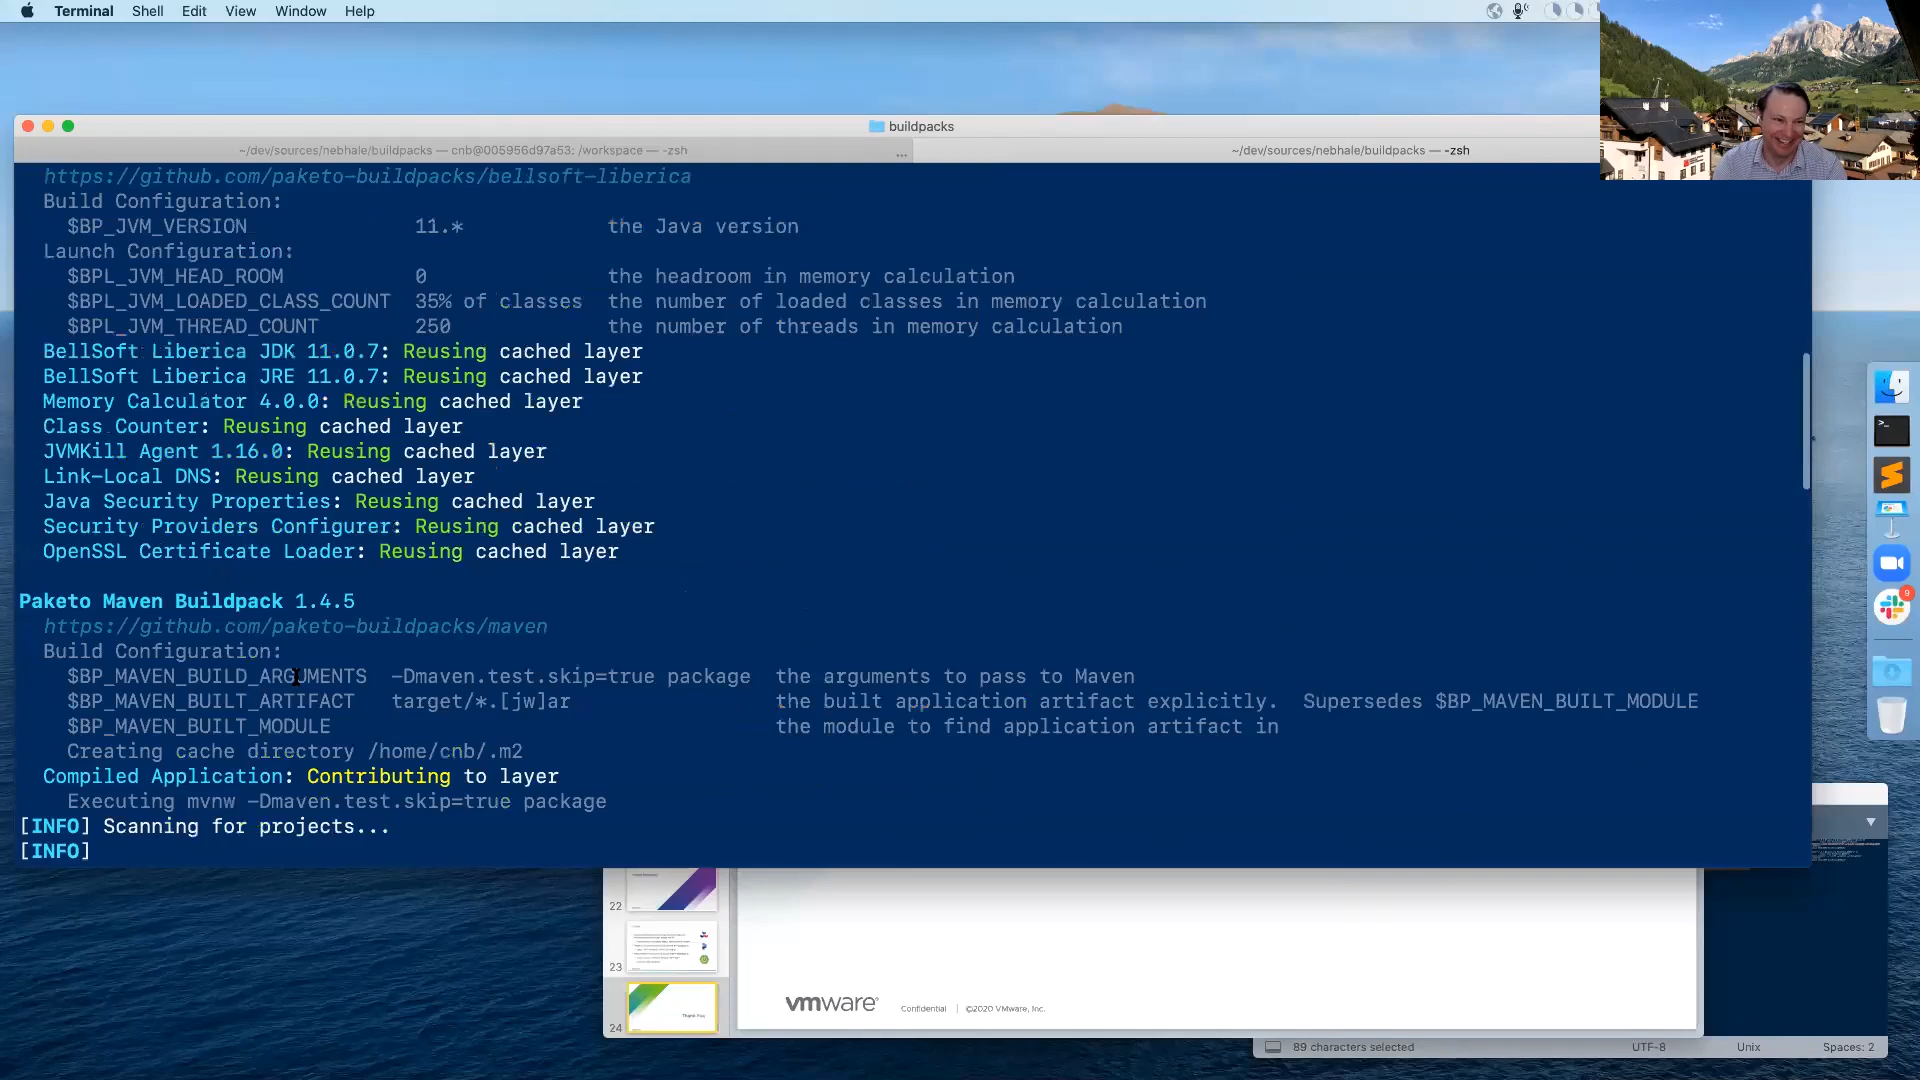 Terminal Shell Edit View Window Help
buildpacks
~/dev/sources/nebhale/buildpacks — cnb@005956d97a53: /workspace — -zsh
...
~/dev/sources/nebhale/buildpacks — -zsh
https://github.com/paketo-buildpacks/bellsoft-liberica
Build Configuration:
$BP_JVM_VERSION 11.* the Java version
Launch Configuration:
$BPL_JVM_HEAD_ROOM 0 the headroom in memory calculation
$BPL_JVM_LOADED_CLASS_COUNT 35% of classes the number of loaded classes in memory calculation
$BPL_JVM_THREAD_COUNT 250 the number of threads in memory calculation
BellSoft Liberica JDK 11.0.7: Reusing cached layer
BellSoft Liberica JRE 11.0.7: Reusing cached layer
Memory Calculator 4.0.0: Reusing cached layer
Class Counter: Reusing cached layer
JVMKill Agent 1.16.0: Reusing cached layer
Link-Local DNS: Reusing cached layer
Java Security Properties: Reusing cached layer
Security Providers Configurer: Reusing cached layer
OpenSSL Certificate Loader: Reusing cached layer
Paketo Maven Buildpack 1.4.5
https://github.com/paketo-buildpacks/maven
Build Configuration:
$BP_MAVEN_BUILD_ARGUMENTS -Dmaven.test.skip=true package the arguments to pass to Maven
$BP_MAVEN_BUILT_ARTIFACT target/*.[jw]ar the built application artifact explicitly. Supersedes $BP_MAVEN_BUILT_MODULE
$BP_MAVEN_BUILT_MODULE the module to find application artifact in
Creating cache directory /home/cnb/.m2
Compiled Application: Contributing to layer
Executing mvnw -Dmaven.test.skip=true package
[INFO] Scanning for projects...
[INFO]
9
22
23
24
Thank You
vmware®
Confidential | ©2020 VMware, Inc.
89 characters selected UTF-8 Unix Spaces: 2